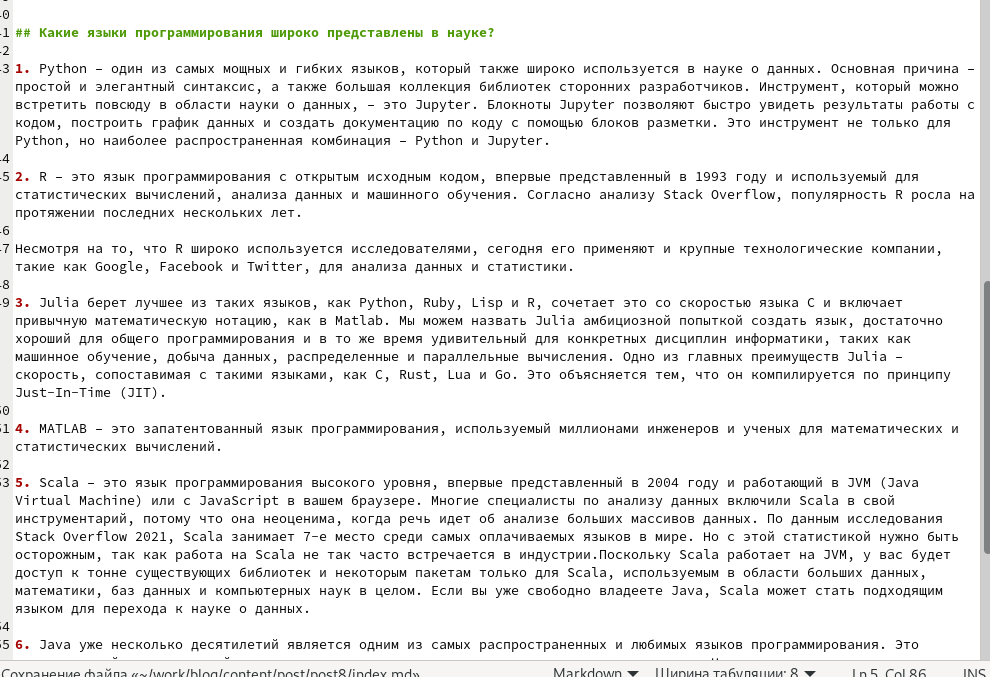 40
41 ## Какие языки программирования широко представлены в науке?
42
43 1. Python – один из самых мощных и гибких языков, который также широко используется в науке о данных. Основная причина –
простой и элегантный синтаксис, а также большая коллекция библиотек сторонних разработчиков. Инструмент, который можно
встретить повсюду в области науки о данных, – это Jupyter. Блокноты Jupyter позволяют быстро увидеть результаты работы с
кодом, построить график данных и создать документацию по коду с помощью блоков разметки. Это инструмент не только для
Python, но наиболее распространенная комбинация – Python и Jupyter.
44
45 2. R – это язык программирования с открытым исходным кодом, впервые представленный в 1993 году и используемый для
статистических вычислений, анализа данных и машинного обучения. Согласно анализу Stack Overflow, популярность R росла на
протяжении последних нескольких лет.
46
47 Несмотря на то, что R широко используется исследователями, сегодня его применяют и крупные технологические компании,
такие как Google, Facebook и Twitter, для анализа данных и статистики.
48
49 3. Julia берет лучшее из таких языков, как Python, Ruby, Lisp и R, сочетает это со скоростью языка C и включает
привычную математическую нотацию, как в Matlab. Мы можем назвать Julia амбициозной попыткой создать язык, достаточно
хороший для общего программирования и в то же время удивительный для конкретных дисциплин информатики, таких как
машинное обучение, добыча данных, распределенные и параллельные вычисления. Одно из главных преимуществ Julia –
скорость, сопоставимая с такими языками, как C, Rust, Lua и Go. Это объясняется тем, что он компилируется по принципу
Just-In-Time (JIT).
50
51 4. MATLAB – это запатентованный язык программирования, используемый миллионами инженеров и ученых для математических и
статистических вычислений.
52
53 5. Scala – это язык программирования высокого уровня, впервые представленный в 2004 году и работающий в JVM (Java
Virtual Machine) или с JavaScript в вашем браузере. Многие специалисты по анализу данных включили Scala в свой
инструментарий, потому что она неоценима, когда речь идет об анализе больших массивов данных. По данным исследования
Stack Overflow 2021, Scala занимает 7-е место среди самых оплачиваемых языков в мире. Но с этой статистикой нужно быть
осторожным, так как работа на Scala не так часто встречается в индустрии.Поскольку Scala работает на JVM, у вас будет
доступ к тонне существующих библиотек и некоторым пакетам только для Scala, используемым в области больших данных,
математики, баз данных и компьютерных наук в целом. Если вы уже свободно владеете Java, Scala может стать подходящим
языком для перехода к науке о данных.
54
55 6. Java уже несколько десятилетий является одним из самых распространенных и любимых языков программирования. Это
Сохранение файла «~/work/blog/content/post/post8/index.md» Markdown Ширина табуляции: 8 Ln 5, Col 86 INS